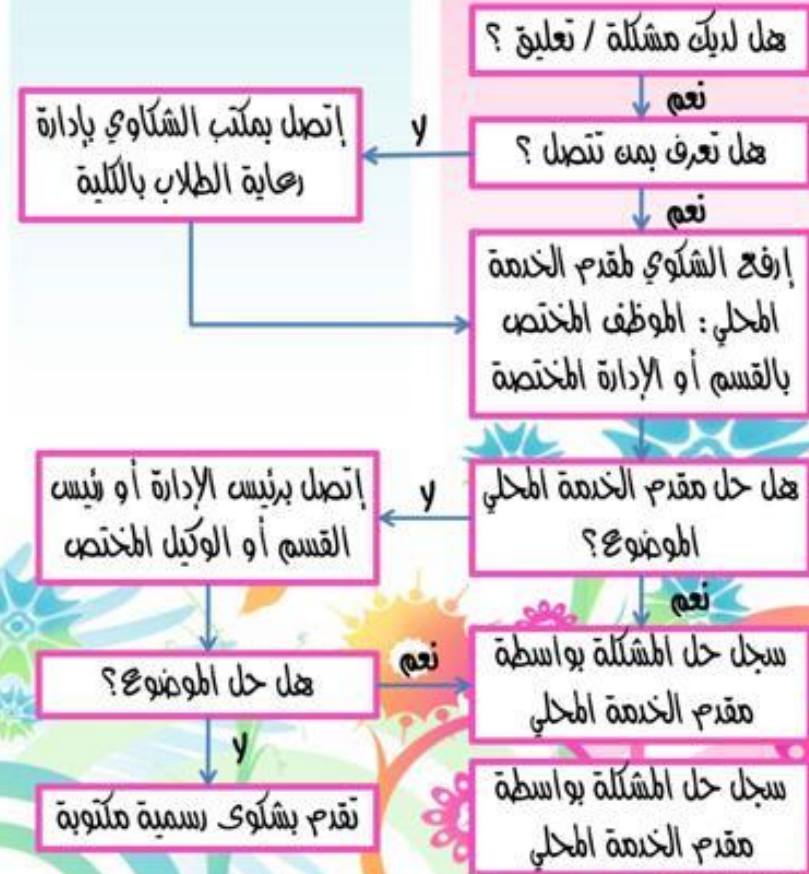 هل لديك مشكلة / تعليق ؟
نعم
هل تعرف بمن تتصل ؟
لا
إتصل بمكتب الشكاوي بإدارة
رعاية الطلاب بالكلية
نعم
إرفع الشكوي لمقدم الخدمة
المحلي: الموظف المختص
بالقسم أو الإدارة المختصة
هل حل مقدم الخدمة المحلي
الموضوع؟
لا
إتصل برئيس الإدارة أو رئيس
القسم أو الوكيل المختص
نعم
سجل حل المشكلة بواسطة
مقدم الخدمة المحلي
هل حل الموضوع؟
نعم
لا
تقدم بشكوى رسمية مكتوبة
سجل حل المشكلة بواسطة
مقدم الخدمة المحلي